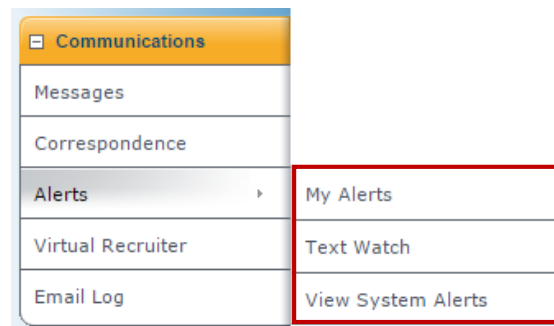 Communications
Messages
Correspondence
Alerts
Virtual Recruiter
Email Log
My Alerts
Text Watch
View System Alerts